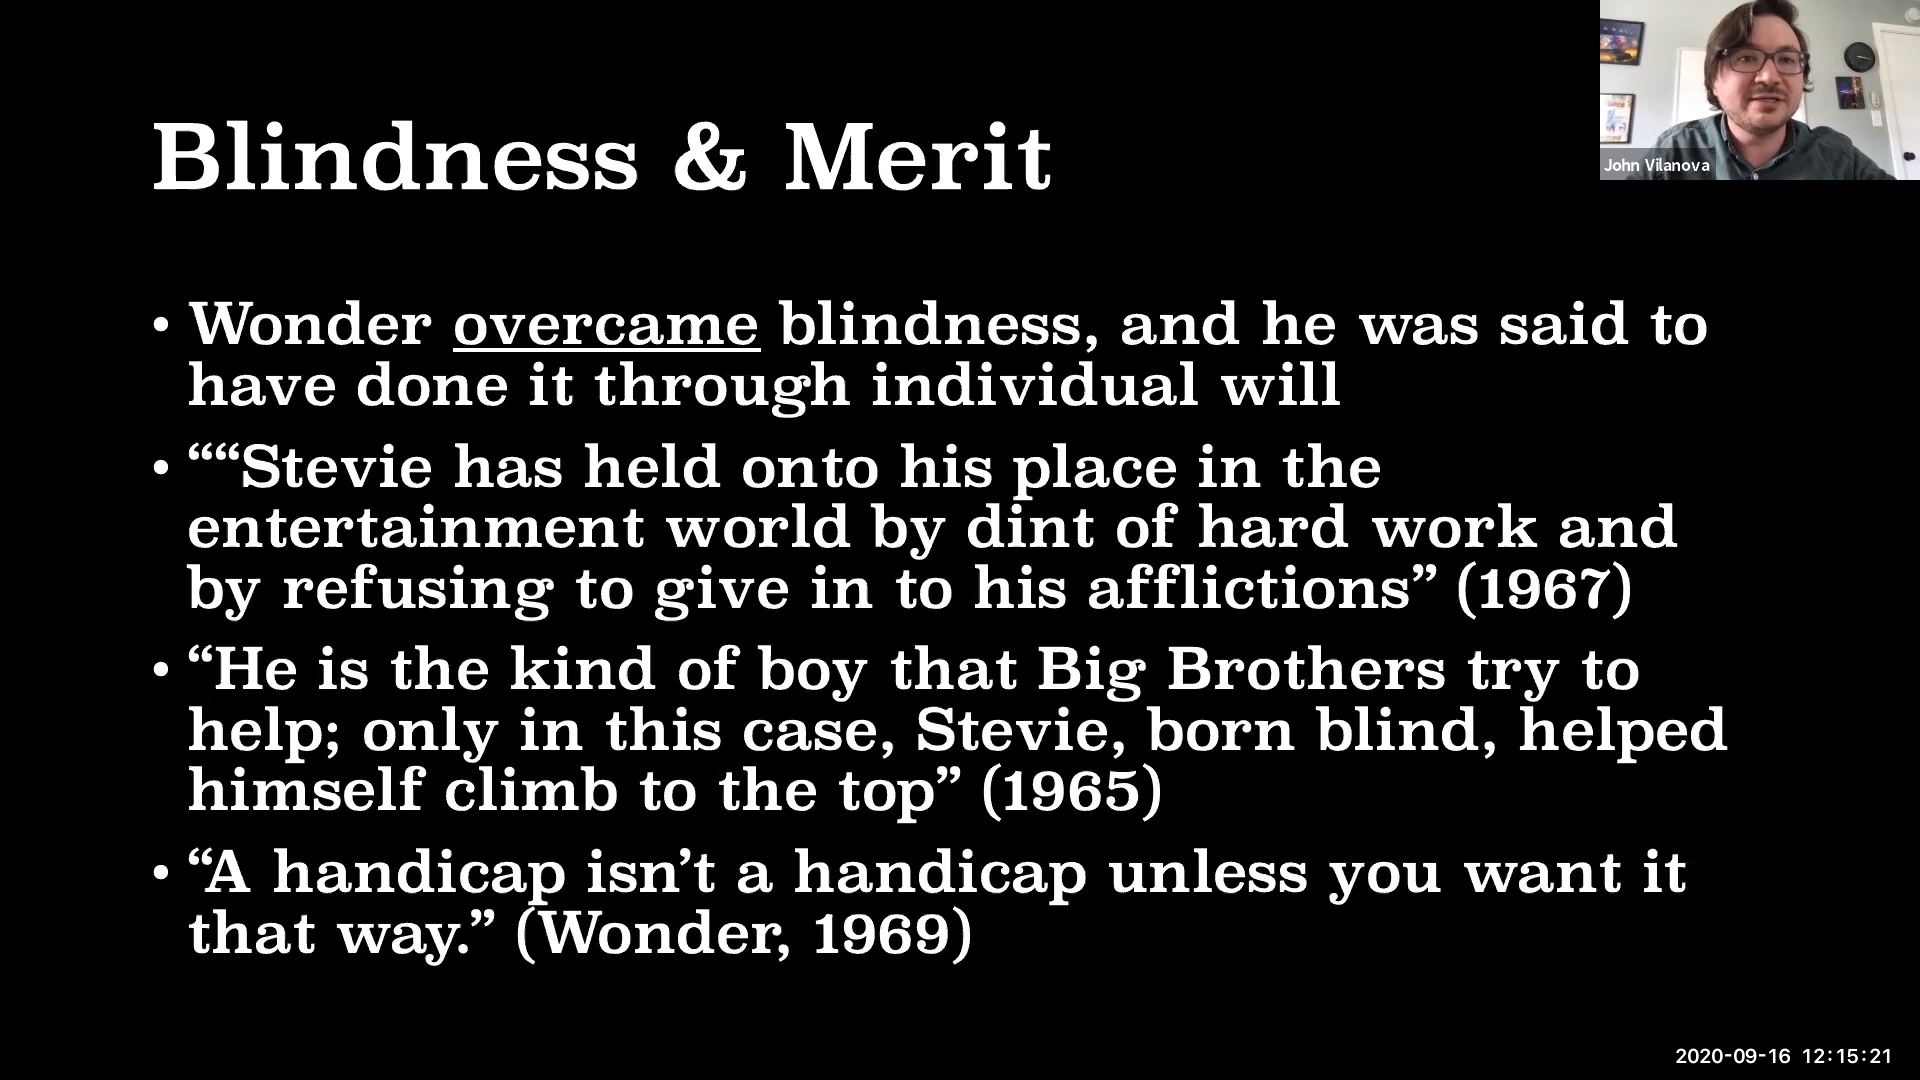 John Vilanova
Blindness & Merit
• Wonder overcame blindness, and he was said to
have done it through individual will
• ““Stevie has held onto his place in the
entertainment world by dint of hard work and
by refusing to give in to his afflictions” (1967)
• “He is the kind of boy that Big Brothers try to
help; only in this case, Stevie, born blind, helped
himself climb to the top” (1965)
• “A handicap isn’t a handicap unless you want it
that way.” (Wonder, 1969)
2020-09-16 12:15:21